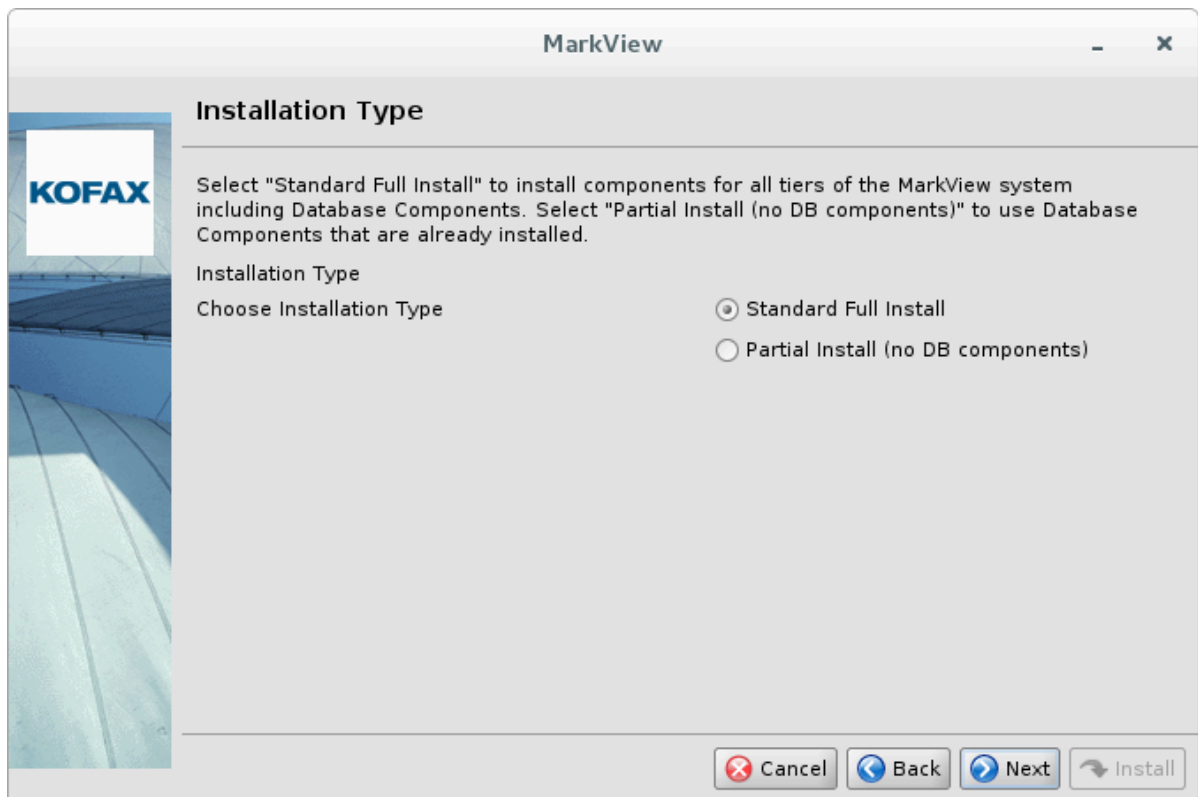 MarkView
Installation Type
KOFAX
Select "Standard Full Install" to install components for all tiers of the MarkView system
including Database Components. Select "Partial Install (no DB components)" to use Database
Components that are already installed.
Installation Type
Choose Installation Type
Standard Full Install
Partial Install (no DB components)
Cancel
Back
Next
Install